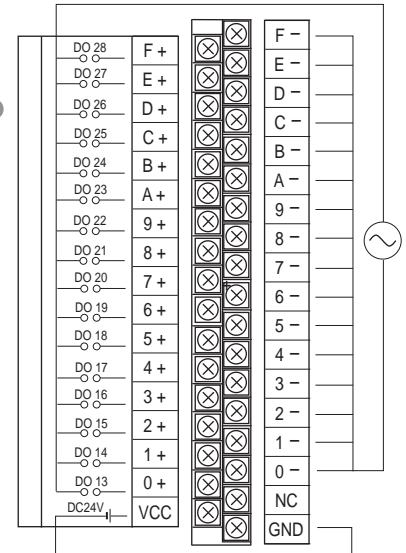 DO 28 F + F −
DO 27 E + E −
DO 26 D + D −
DO 25 C + C −
DO 24 B + B −
DO 23 A + A −
DO 22 9 + 9 −
DO 21 8 + 8 −
DO 20 7 + 7 −
DO 19 6 + 6 −
DO 18 5 + 5 −
DO 17 4 + 4 −
DO 16 3 + 3 −
DO 15 2 + 2 −
DO 14 1 + 1 −
DO 13 0 + 0 −
DC24V VCC NC
GND